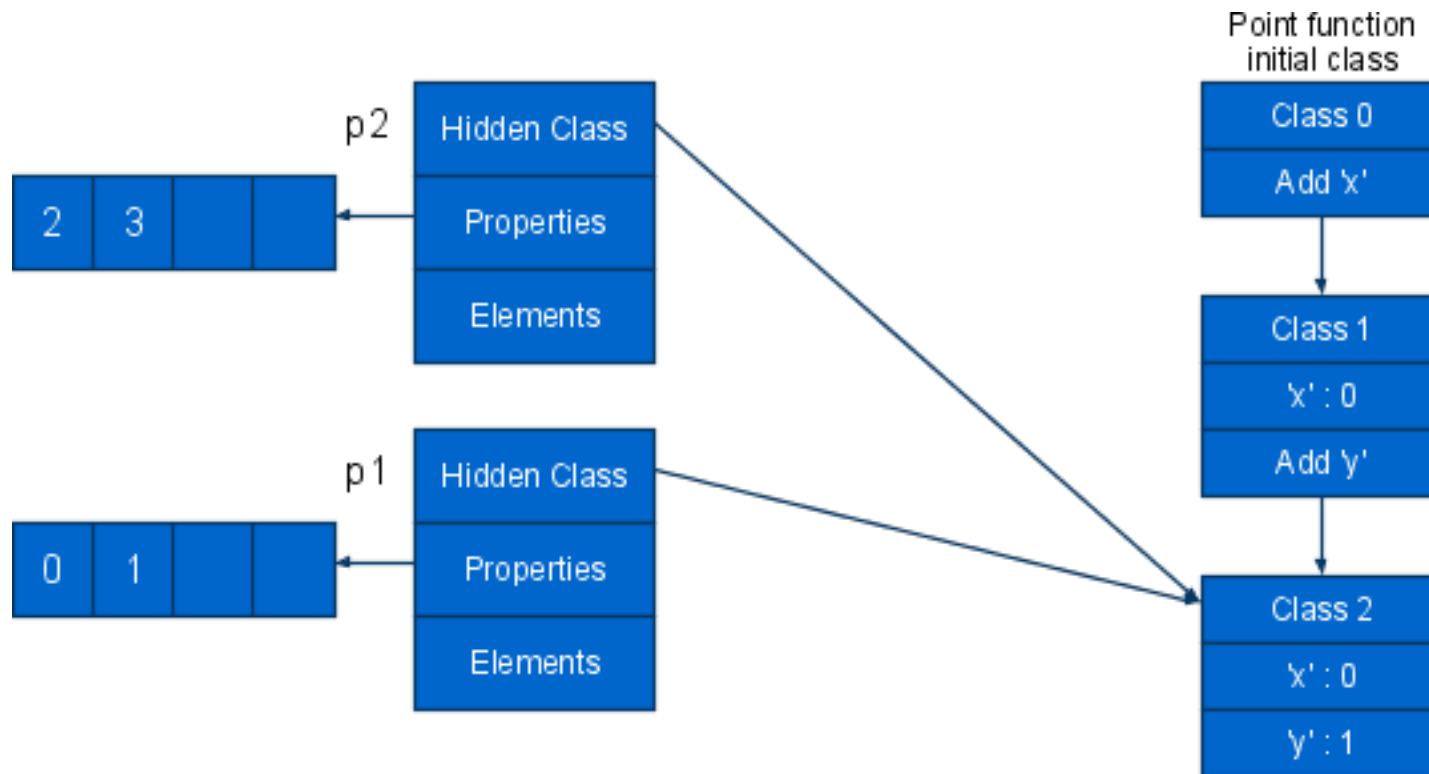 Point function
initial class
p2
Hidden Class
Properties
Elements
2 3
p1
Hidden Class
Properties
Elements
0 1
Class 0
Add 'x'
Class 1
'x' : 0
Add 'y'
Class 2
'x' : 0
'y' : 1